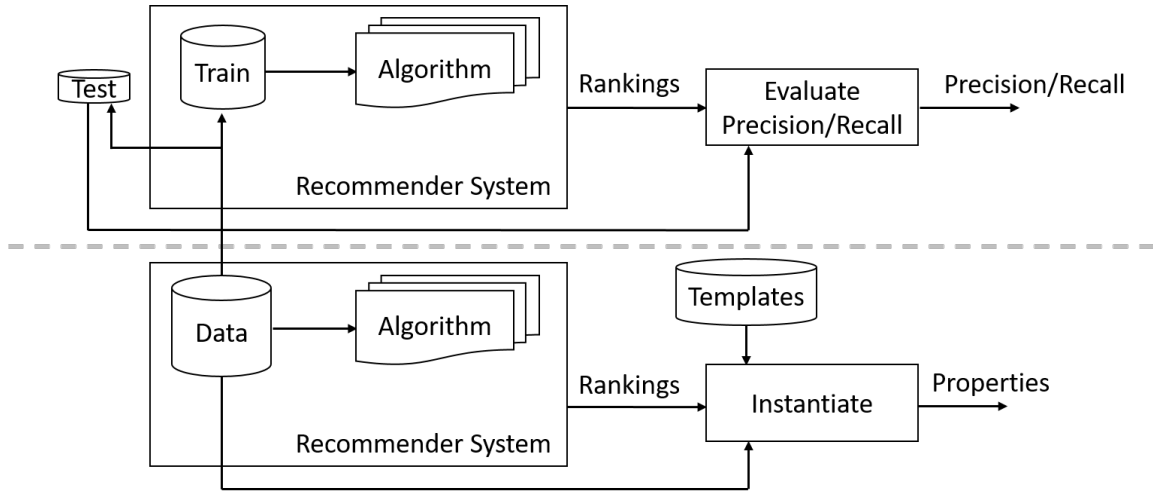 Train
Algorithm
Test
Rankings
Evaluate
Precision/Recall
Precision/Recall
Recommender System
Data
Algorithm
Templates
Rankings
Instantiate
Properties
Recommender System